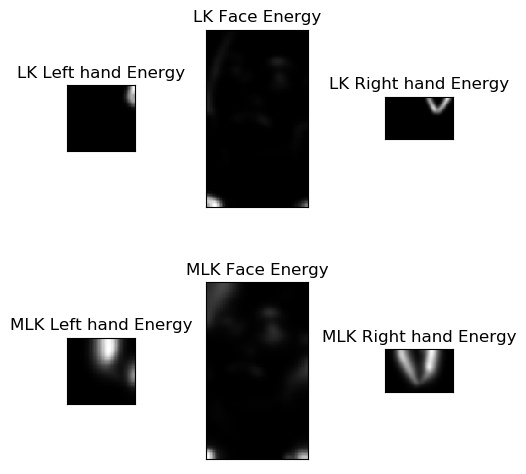 LK Face Energy
LK Left hand Energy
LK Right hand Energy
MLK Face Energy
MLK Left hand Energy
MLK Right hand Energy